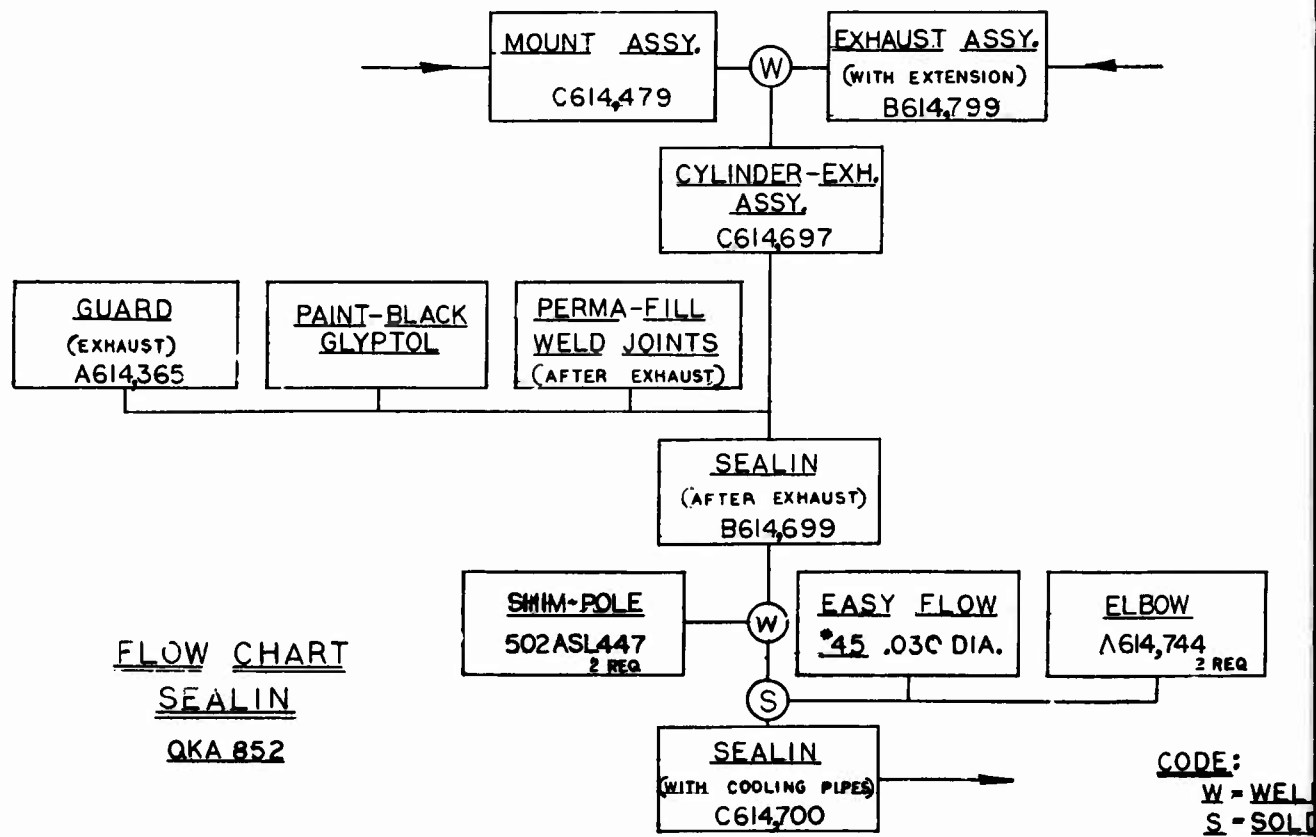 MOUNT ASSY.
C614,479
W
EXHAUST ASSY.
(WITH EXTENSION)
B614,799
CYLINDER-EXH.
ASSY.
C614,697
GUARD
(EXHAUST)
A614,365
PAINT-BLACK
GLYPTOL
PERMA-FILL
WELD JOINTS
(AFTER EXHAUST)
SEALIN
(AFTER EXHAUST)
B614,699
SHIM-POLE
502ASL447
2 REQ
W
EASY FLOW
#45 .030 DIA.
ELBOW
A614,744
2 REQ
S
FLOW CHART
SEALIN
QKA 852
SEALIN
(WITH COOLING PIPES)
C614,700
CODE:
W = WEL
S = SOL